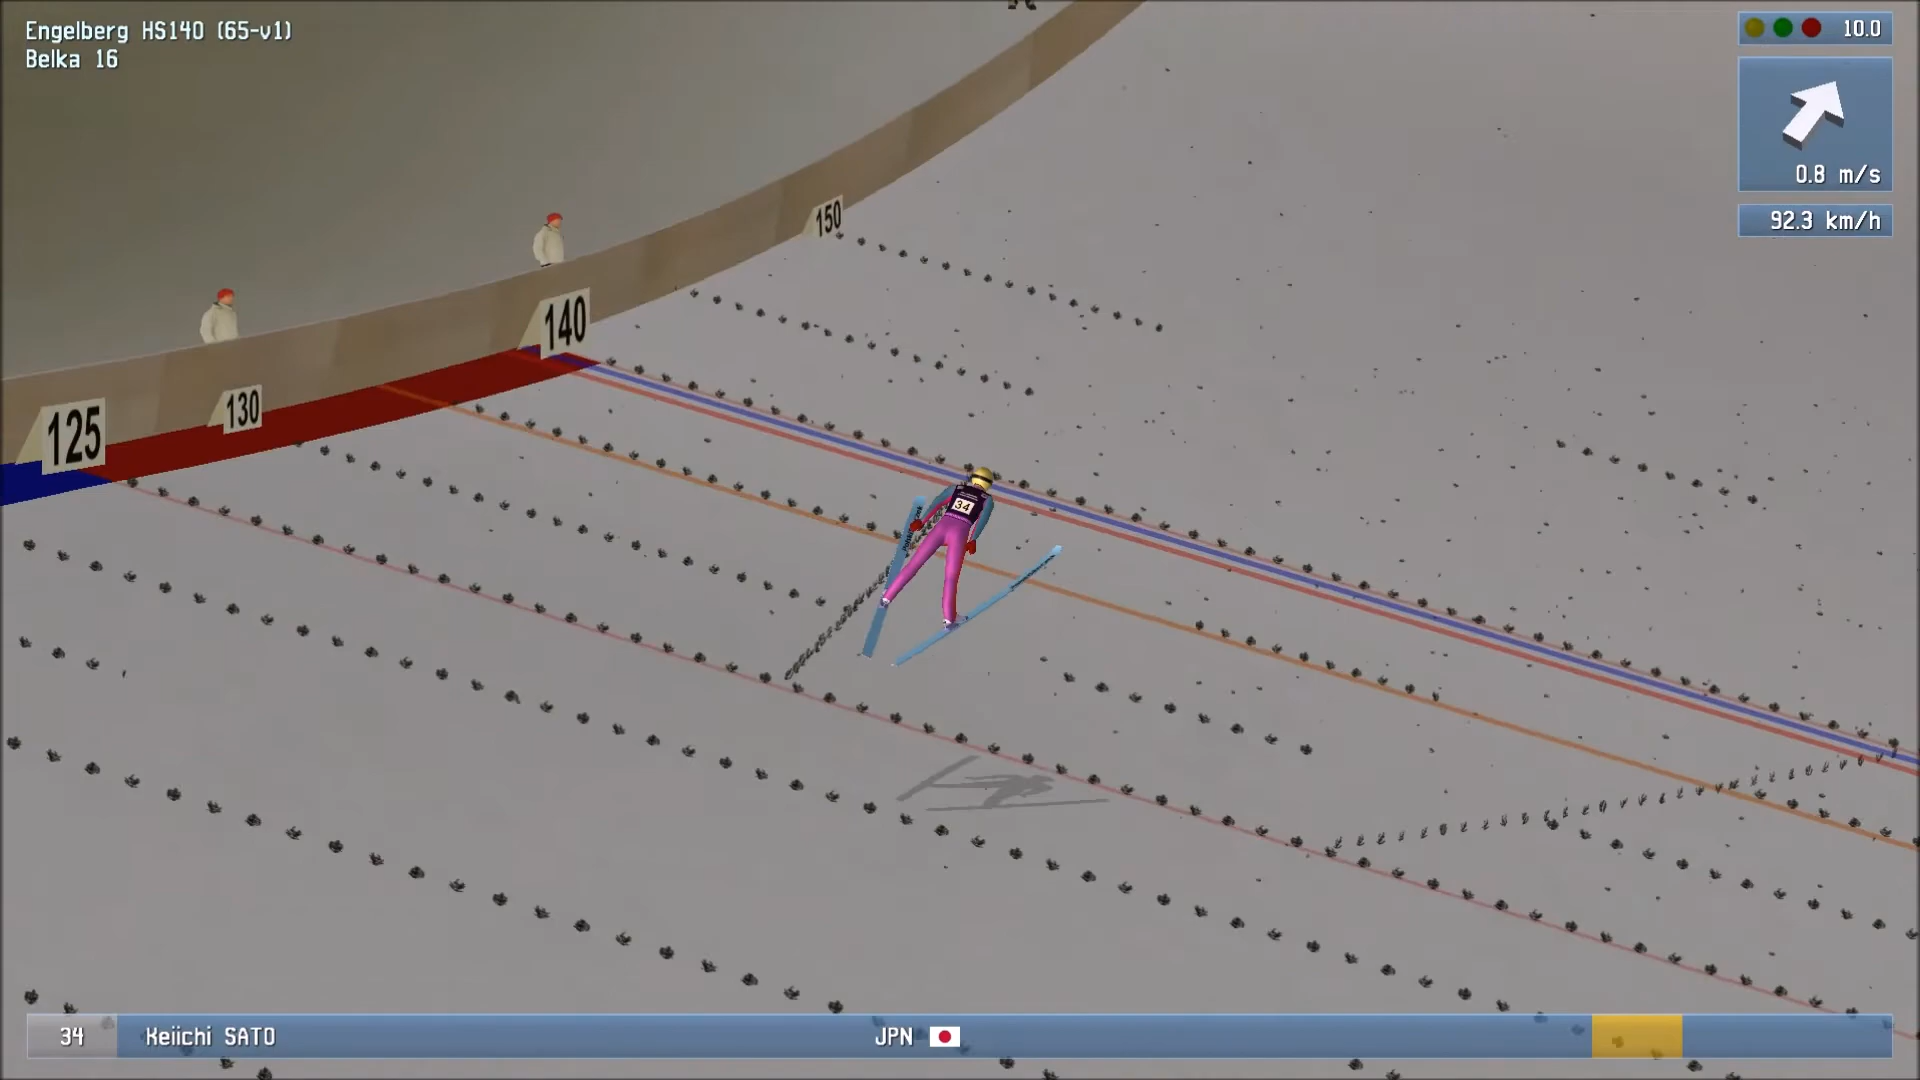 Engelberg HS140 (65-v1)
Belka 16
10.0
0.8 m/s
92.3 km/h
150
140
130
125
34
34 Keiichi SATO JPN